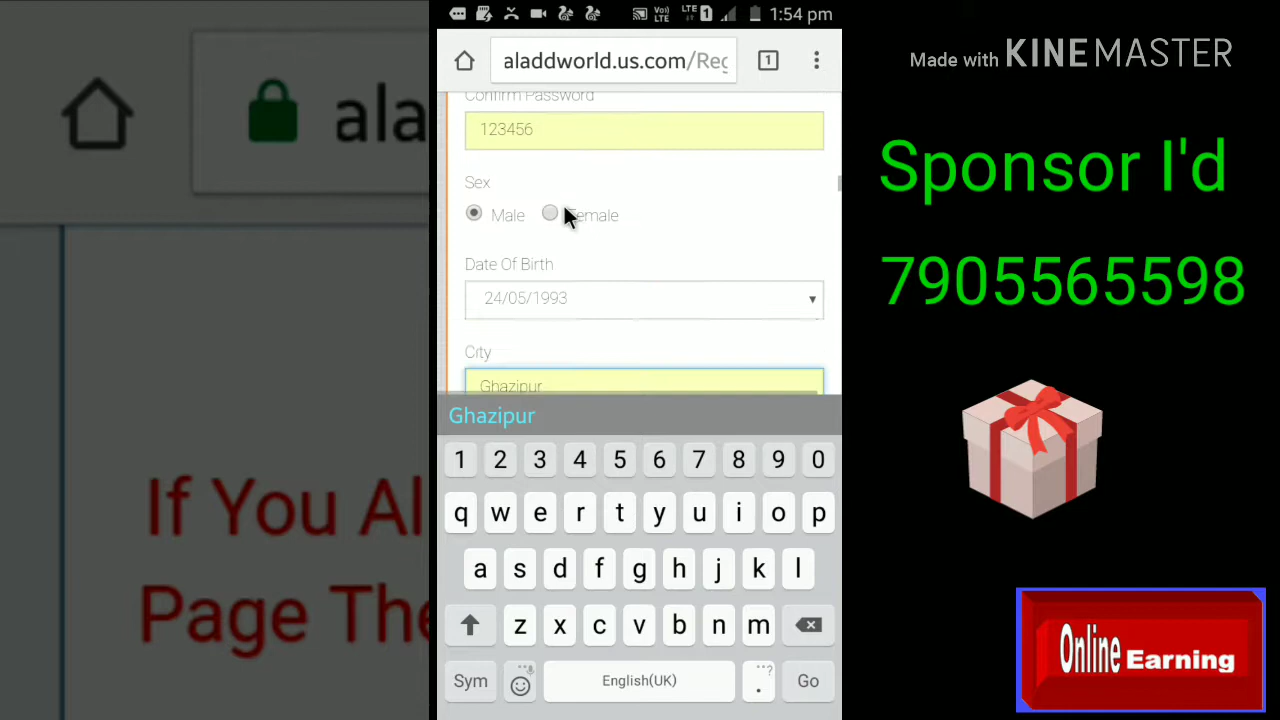 1:54 pm
aladdworld.us.com/Reg
1
Confirm Password
123456
Sex
Male
Female
Date Of Birth
24/05/1993
City
Ghazipur
Ghazipur
1 2 3 4 5 6 7 8 9 0
q w e r t y u i o p
a s d f g h j k l
z x c v b n m
Sym
English(UK)
.
Go
ala
If You Al
Page The
Made with KINEMASTER
Sponsor I'd
7905565598
Online Earning